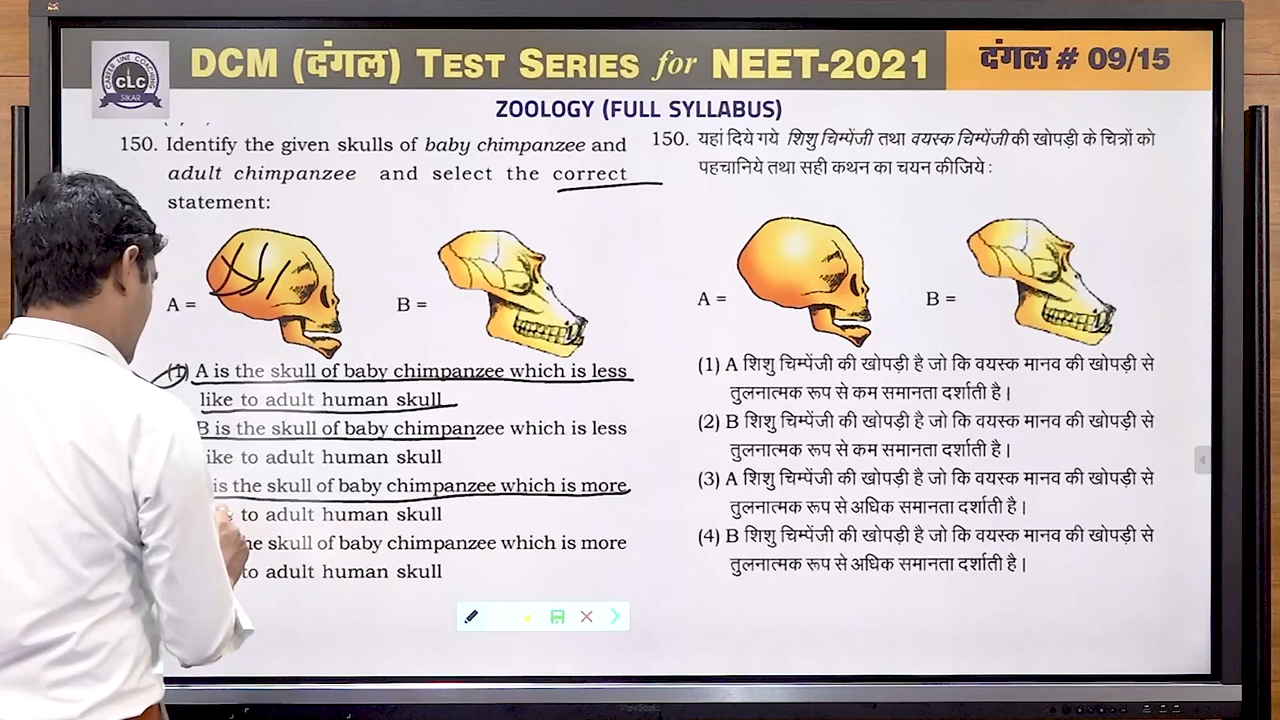 DCM (दंगल) TEST SERIES for NEET-2021
दंगल # 09/15
CAREER LINE COACHING
CLC
SIKAR
ZOOLOGY (FULL SYLLABUS)
150. Identify the given skulls of baby chimpanzee and
adult chimpanzee and select the correct
statement:
A =
B =
(1) A is the skull of baby chimpanzee which is less
like to adult human skull
B is the skull of baby chimpanzee which is less
like to adult human skull
is the skull of baby chimpanzee which is more
to adult human skull
the skull of baby chimpanzee which is more
to adult human skull
150. यहां दिये गये शिशु चिम्पेंजी तथा वयस्क चिम्पेंजी की खोपड़ी के चित्रों को
पहचानिये तथा सही कथन का चयन कीजिये :
A =
B =
(1) A शिशु चिम्पेंजी की खोपड़ी है जो कि वयस्क मानव की खोपड़ी से
तुलनात्मक रूप से कम समानता दर्शाती है।
(2) B शिशु चिम्पेंजी की खोपड़ी है जो कि वयस्क मानव की खोपड़ी से
तुलनात्मक रूप से कम समानता दर्शाती है।
(3) A शिशु चिम्पेंजी की खोपड़ी है जो कि वयस्क मानव की खोपड़ी से
तुलनात्मक रूप से अधिक समानता दर्शाती है।
(4) B शिशु चिम्पेंजी की खोपड़ी है जो कि वयस्क मानव की खोपड़ी से
तुलनात्मक रूप से अधिक समानता दर्शाती है।
ViewSonic